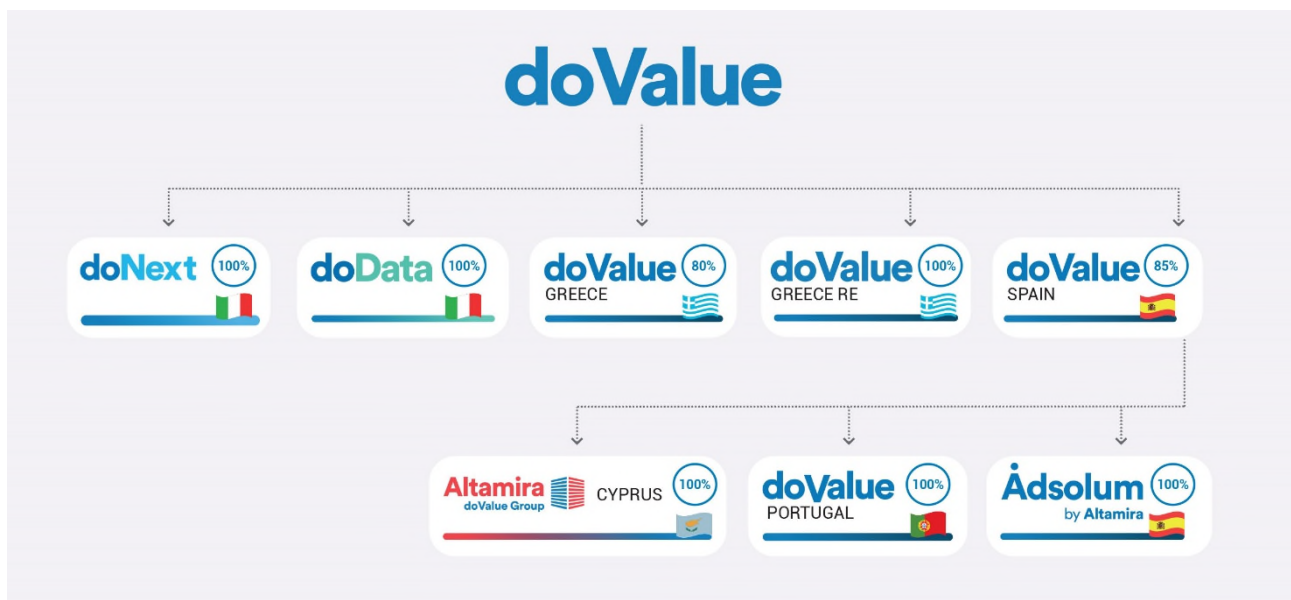 doValue
doNext 100%
doData 100%
doValue 80%
GREECE
doValue 100%
GREECE RE
doValue 85%
SPAIN
Altamira
doValue Group
CYPRUS 100%
doValue 100%
PORTUGAL
Ådsolum 100%
by Altamira